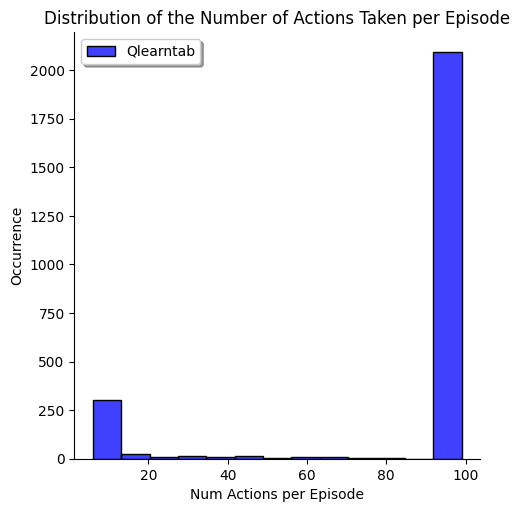 Distribution of the Number of Actions Taken per Episode
Qlearntab
2000
1750
1500
1250
1000
750
500
250
0
Occurrence
20 40 60 80 100
Num Actions per Episode